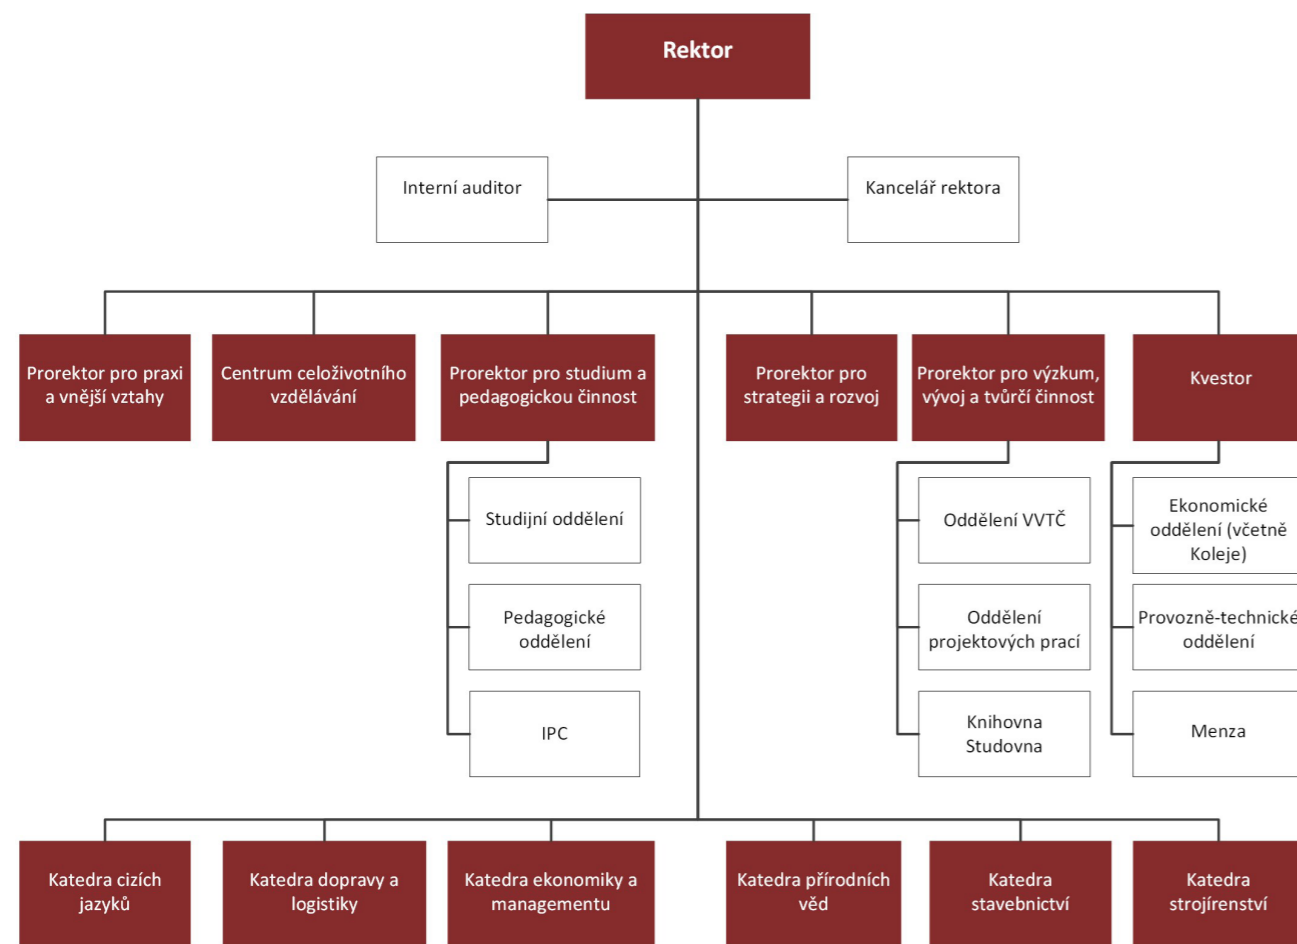 Rektor
Interní auditor
Kancelář rektora
Prorektor pro praxi
a vnější vztahy
Centrum celoživotního
vzdělávání
Prorektor pro studium a
pedagogickou činnost
Prorektor pro
strategii a rozvoj
Prorektor pro výzkum,
vývoj a tvůrčí činnost
Kvestor
Studijní oddělení
Pedagogické
oddělení
IPC
Oddělení VVTČ
Oddělení
projektových prací
Knihovna
Studovna
Ekonomické
oddělení (včetně
Koleje)
Provozně-technické
oddělení
Menza
Katedra cizích
jazyků
Katedra dopravy a
logistiky
Katedra ekonomiky a
managementu
Katedra přírodních
věd
Katedra
stavebnictví
Katedra
strojírenství